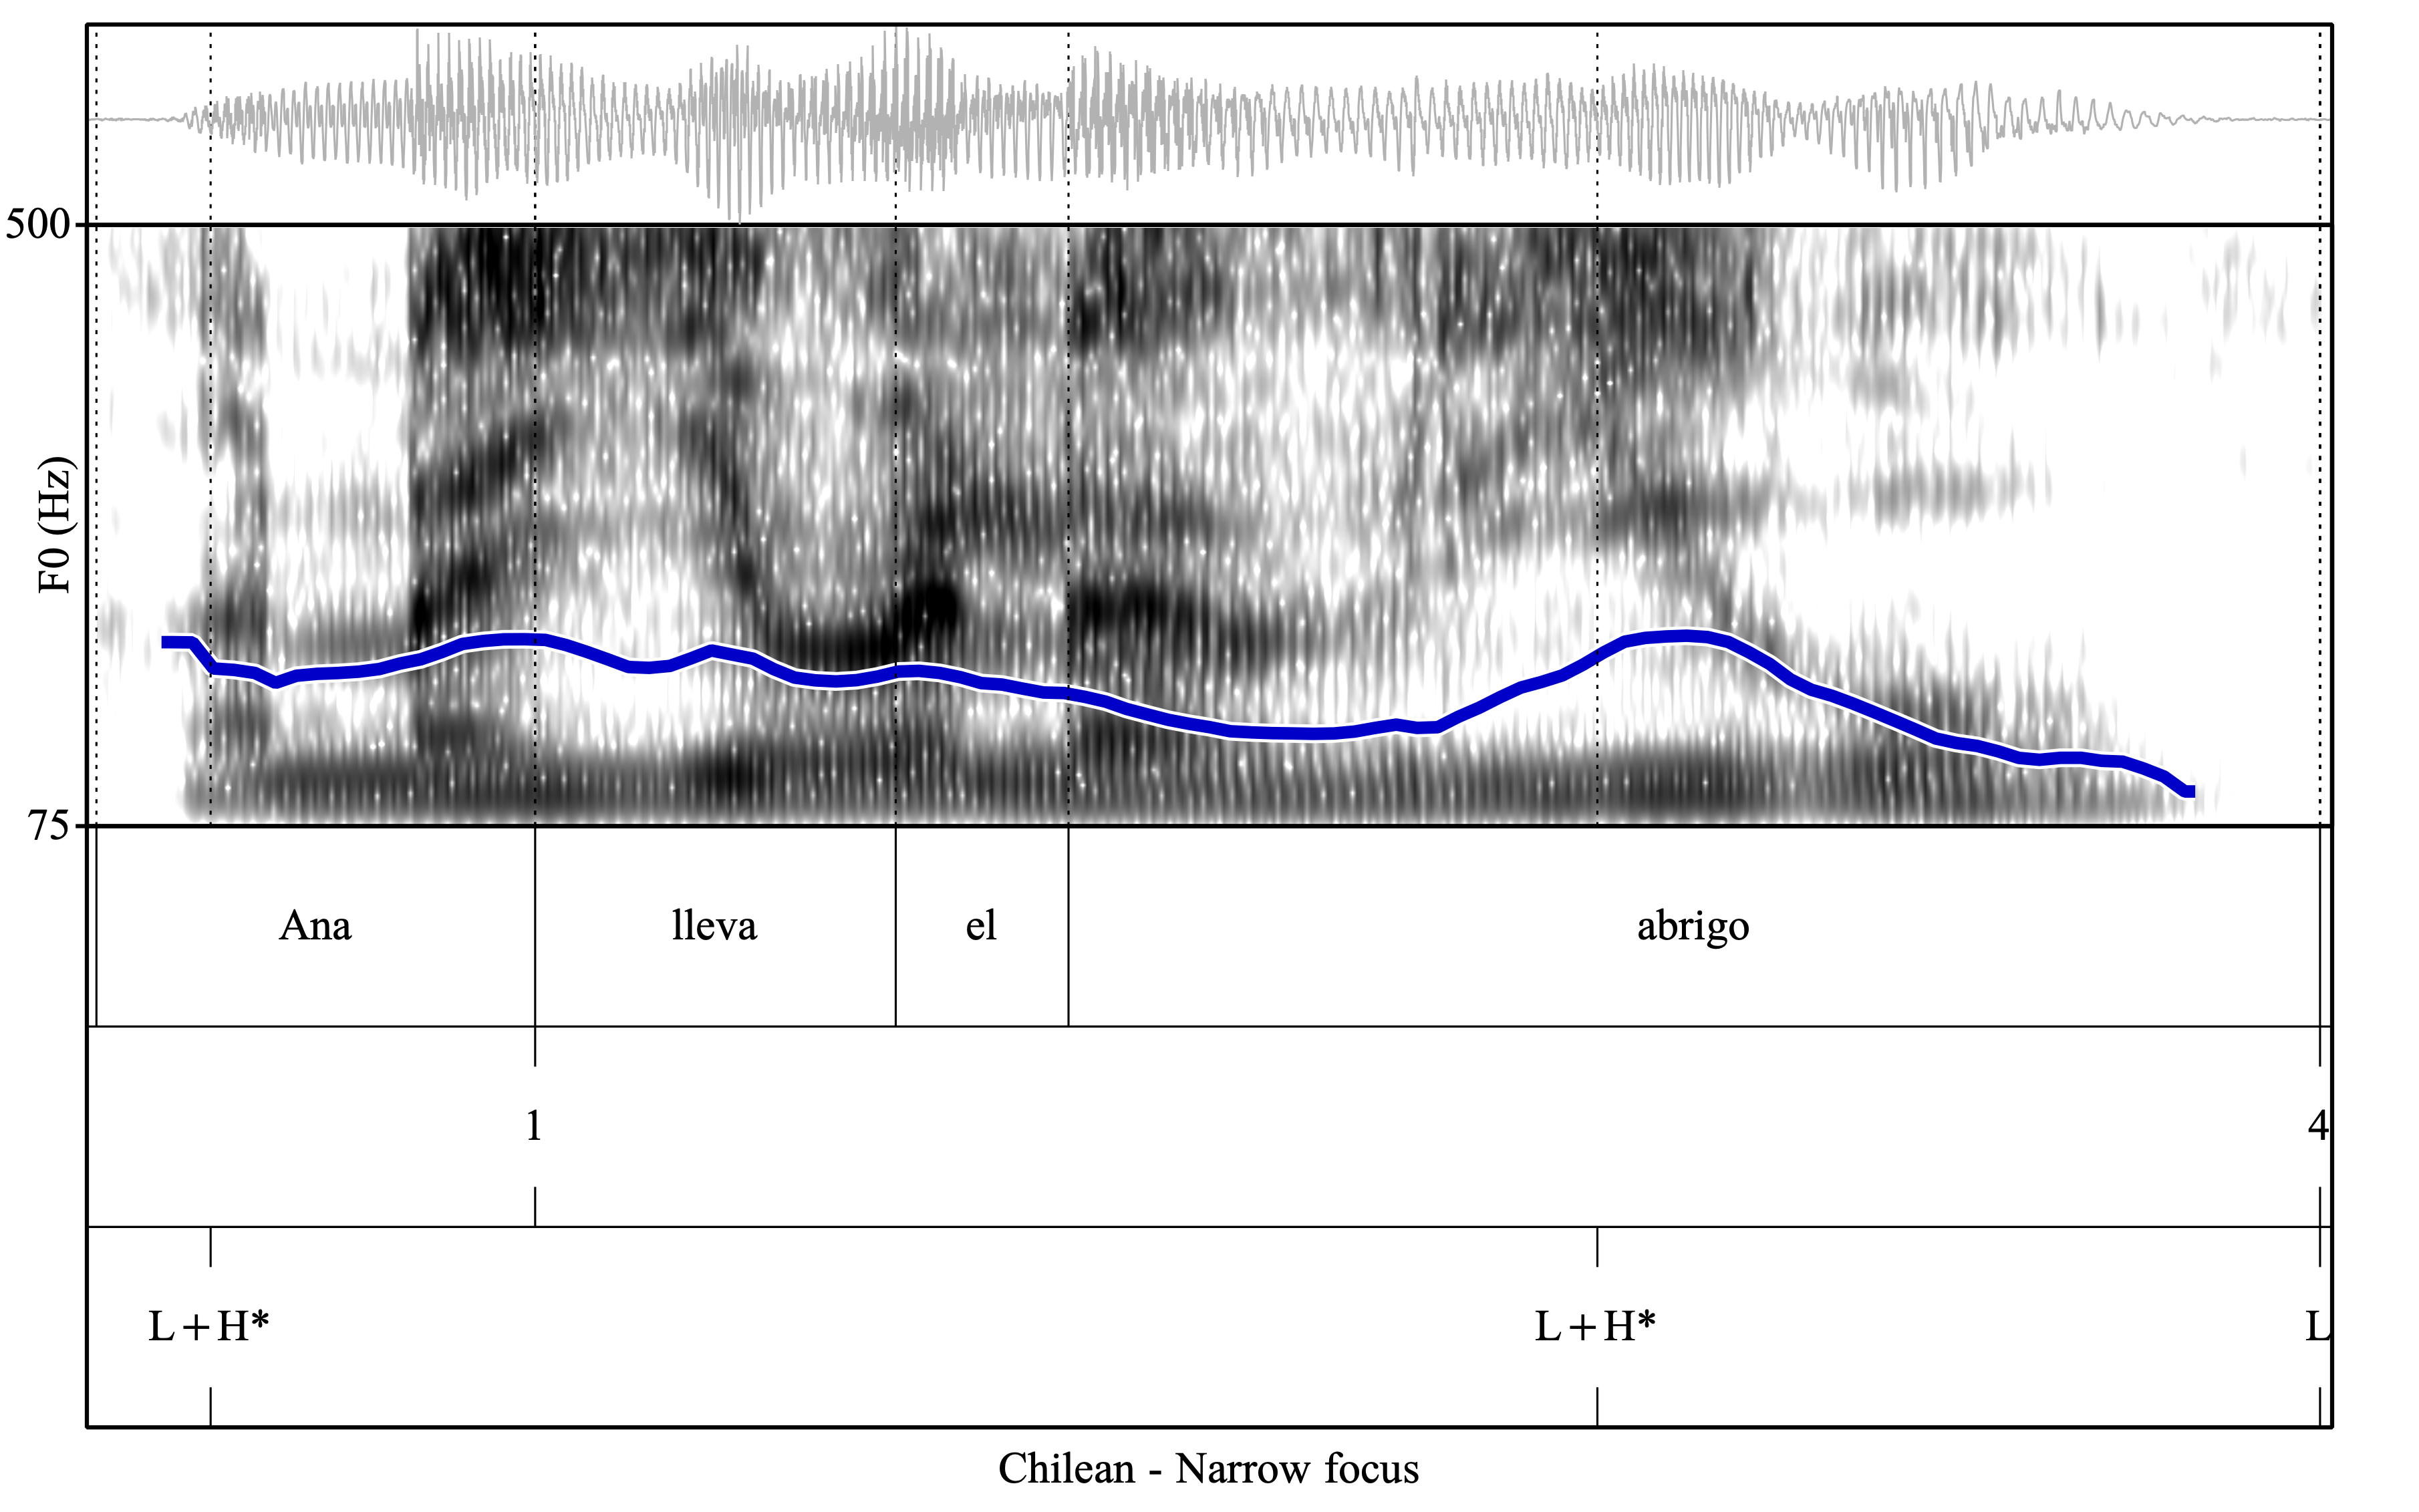 500
F0 (Hz)
75
Ana lleva el abrigo
1 4
L+H* L+H* L
Chilean - Narrow focus